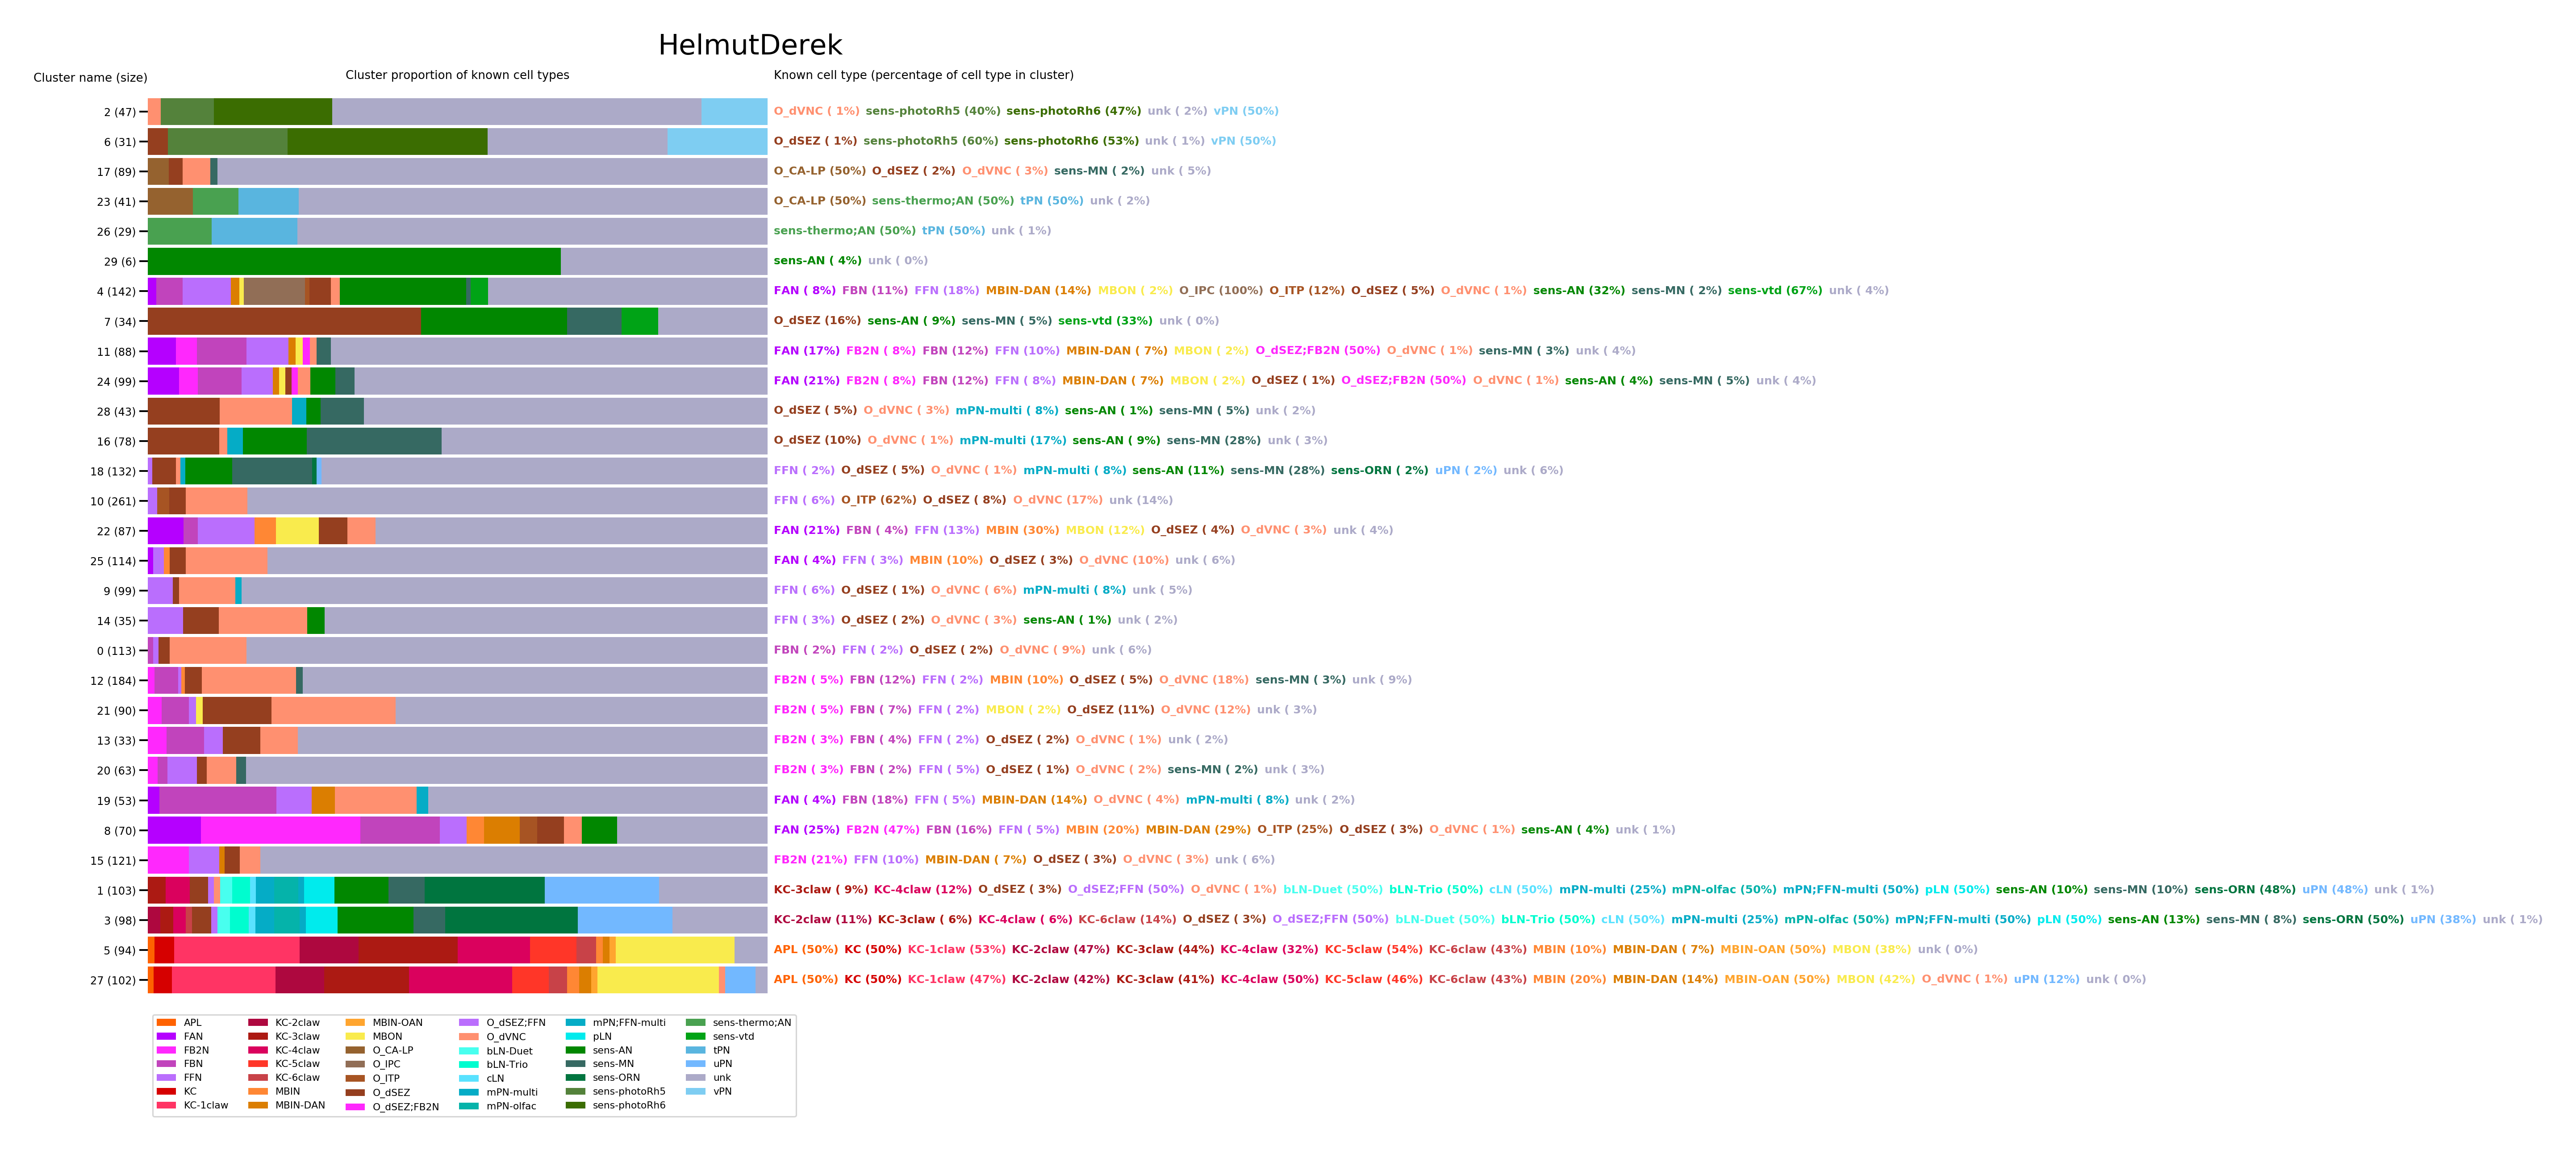 HelmutDerek
Cluster name (size) Cluster proportion of known cell types Known cell type (percentage of cell type in cluster)
2 (47) O_dVNC ( 1%) sens-photoRh5 (40%) sens-photoRh6 (47%) unk ( 2%) vPN (50%)
6 (31) O_dSEZ ( 1%) sens-photoRh5 (60%) sens-photoRh6 (53%) unk ( 1%) vPN (50%)
17 (89) O_CA-LP (50%) O_dSEZ ( 2%) O_dVNC ( 3%) sens-MN ( 2%) unk ( 5%)
23 (41) O_CA-LP (50%) sens-thermo;AN (50%) tPN (50%) unk ( 2%)
26 (29) sens-thermo;AN (50%) tPN (50%) unk ( 1%)
29 (6) sens-AN ( 4%) unk ( 0%)
4 (142) FAN ( 8%) FBN (11%) FFN (18%) MBIN-DAN (14%) MBON ( 2%) O_IPC (100%) O_ITP (12%) O_dSEZ ( 5%) O_dVNC ( 1%) sens-AN (32%) sens-MN ( 2%) sens-vtd (67%) unk ( 4%)
7 (34) O_dSEZ (16%) sens-AN ( 9%) sens-MN ( 5%) sens-vtd (33%) unk ( 0%)
11 (88) FAN (17%) FB2N ( 8%) FBN (12%) FFN (10%) MBIN-DAN ( 7%) MBON ( 2%) O_dSEZ;FB2N (50%) O_dVNC ( 1%) sens-MN ( 3%) unk ( 4%)
24 (99) FAN (21%) FB2N ( 8%) FBN (12%) FFN ( 8%) MBIN-DAN ( 7%) MBON ( 2%) O_dSEZ ( 1%) O_dSEZ;FB2N (50%) O_dVNC ( 1%) sens-AN ( 4%) sens-MN ( 5%) unk ( 4%)
28 (43) O_dSEZ ( 5%) O_dVNC ( 3%) mPN-multi ( 8%) sens-AN ( 1%) sens-MN ( 5%) unk ( 2%)
16 (78) O_dSEZ (10%) O_dVNC ( 1%) mPN-multi (17%) sens-AN ( 9%) sens-MN (28%) unk ( 3%)
18 (132) FFN ( 2%) O_dSEZ ( 5%) O_dVNC ( 1%) mPN-multi ( 8%) sens-AN (11%) sens-MN (28%) sens-ORN ( 2%) uPN ( 2%) unk ( 6%)
10 (261) FFN ( 6%) O_ITP (62%) O_dSEZ ( 8%) O_dVNC (17%) unk (14%)
22 (87) FAN (21%) FBN ( 4%) FFN (13%) MBIN (30%) MBON (12%) O_dSEZ ( 4%) O_dVNC ( 3%) unk ( 4%)
25 (114) FAN ( 4%) FFN ( 3%) MBIN (10%) O_dSEZ ( 3%) O_dVNC (10%) unk ( 6%)
9 (99) FFN ( 6%) O_dSEZ ( 1%) O_dVNC ( 6%) mPN-multi ( 8%) unk ( 5%)
14 (35) FFN ( 3%) O_dSEZ ( 2%) O_dVNC ( 3%) sens-AN ( 1%) unk ( 2%)
0 (113) FBN ( 2%) FFN ( 2%) O_dSEZ ( 2%) O_dVNC ( 9%) unk ( 6%)
12 (184) FB2N ( 5%) FBN (12%) FFN ( 2%) MBIN (10%) O_dSEZ ( 5%) O_dVNC (18%) sens-MN ( 3%) unk ( 9%)
21 (90) FB2N ( 5%) FBN ( 7%) FFN ( 2%) MBON ( 2%) O_dSEZ (11%) O_dVNC (12%) unk ( 3%)
13 (33) FB2N ( 3%) FBN ( 4%) FFN ( 2%) O_dSEZ ( 2%) O_dVNC ( 1%) unk ( 2%)
20 (63) FB2N ( 3%) FBN ( 2%) FFN ( 5%) O_dSEZ ( 1%) O_dVNC ( 2%) sens-MN ( 2%) unk ( 3%)
19 (53) FAN ( 4%) FBN (18%) FFN ( 5%) MBIN-DAN (14%) O_dVNC ( 4%) mPN-multi ( 8%) unk ( 2%)
8 (70) FAN (25%) FB2N (47%) FBN (16%) FFN ( 5%) MBIN (20%) MBIN-DAN (29%) O_ITP (25%) O_dSEZ ( 3%) O_dVNC ( 1%) sens-AN ( 4%) unk ( 1%)
15 (121) FB2N (21%) FFN (10%) MBIN-DAN ( 7%) O_dSEZ ( 3%) O_dVNC ( 3%) unk ( 6%)
1 (103) KC-3claw ( 9%) KC-4claw (12%) O_dSEZ ( 3%) O_dSEZ;FFN (50%) O_dVNC ( 1%) bLN-Duet (50%) bLN-Trio (50%) cLN (50%) mPN-multi (25%) mPN-olfac (50%) mPN;FFN-multi (50%) pLN (50%) sens-AN (10%) sens-MN (10%) sens-ORN (48%) uPN (48%) unk ( 1%)
3 (98) KC-2claw (11%) KC-3claw ( 6%) KC-4claw ( 6%) KC-6claw (14%) O_dSEZ ( 3%) O_dSEZ;FFN (50%) bLN-Duet (50%) bLN-Trio (50%) cLN (50%) mPN-multi (25%) mPN-olfac (50%) mPN;FFN-multi (50%) pLN (50%) sens-AN (13%) sens-MN ( 8%) sens-ORN (50%) uPN (38%) unk ( 1%)
5 (94) APL (50%) KC (50%) KC-1claw (53%) KC-2claw (47%) KC-3claw (44%) KC-4claw (32%) KC-5claw (54%) KC-6claw (43%) MBIN (10%) MBIN-DAN ( 7%) MBIN-OAN (50%) MBON (38%) unk ( 0%)
27 (102) APL (50%) KC (50%) KC-1claw (47%) KC-2claw (42%) KC-3claw (41%) KC-4claw (50%) KC-5claw (46%) KC-6claw (43%) MBIN (20%) MBIN-DAN (14%) MBIN-OAN (50%) MBON (42%) O_dVNC ( 1%) uPN (12%) unk ( 0%)
APL KC-2claw MBIN-OAN O_dSEZ;FFN mPN;FFN-multi sens-thermo;AN
FAN KC-3claw MBON O_dVNC pLN sens-vtd
FB2N KC-4claw O_CA-LP bLN-Duet sens-AN tPN
FBN KC-5claw O_IPC bLN-Trio sens-MN uPN
FFN KC-6claw O_ITP cLN sens-ORN unk
KC MBIN O_dSEZ mPN-multi sens-photoRh5 vPN
KC-1claw MBIN-DAN O_dSEZ;FB2N mPN-olfac sens-photoRh6